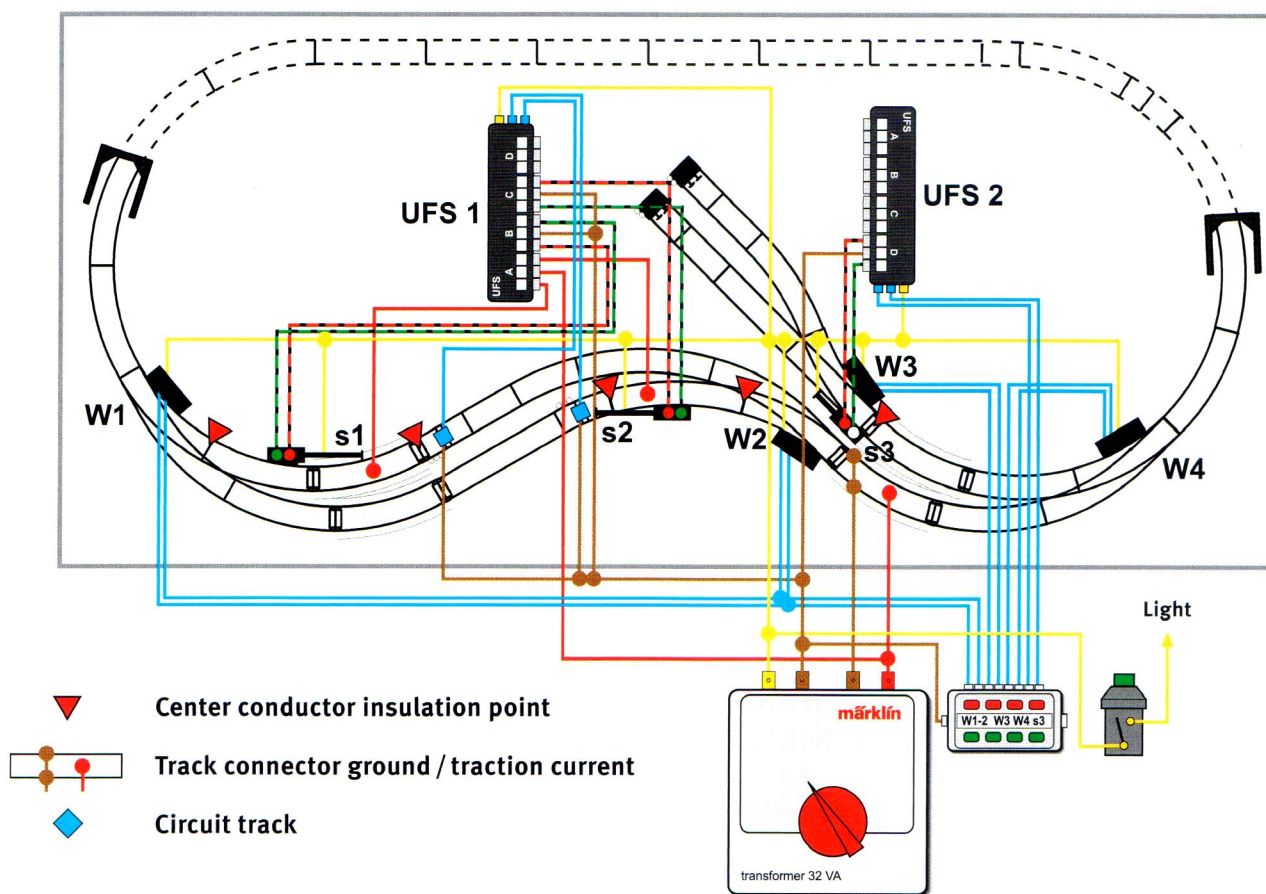 UFS 1
D
C
B
A
UFS
UFS 2
UFS
A
B
C
D
W1
s1
s2
W2
W3
s3
W4
Light
märklin
W1-2 W3 W4 s3
transformer 32 VA
Center conductor insulation point
Track connector ground / traction current
Circuit track